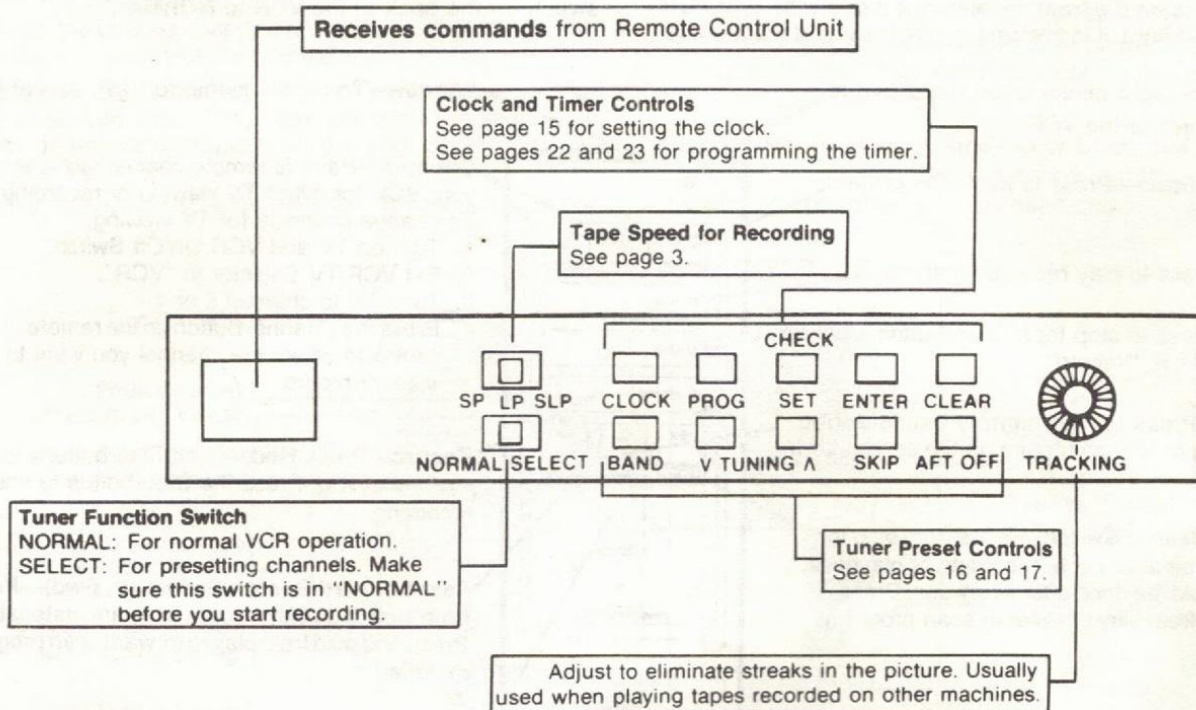 Receives commands from Remote Control Unit
Clock and Timer Controls
See page 15 for setting the clock.
See pages 22 and 23 for programming the timer.
Tape Speed for Recording
See page 3.
CHECK
SP LP SLP CLOCK PROG SET ENTER CLEAR
NORMAL SELECT BAND V TUNING Λ SKIP AFT OFF TRACKING
Tuner Function Switch
NORMAL: For normal VCR operation.
SELECT: For presetting channels. Make
sure this switch is in "NORMAL"
before you start recording.
Tuner Preset Controls
See pages 16 and 17.
Adjust to eliminate streaks in the picture. Usually
used when playing tapes recorded on other machines.